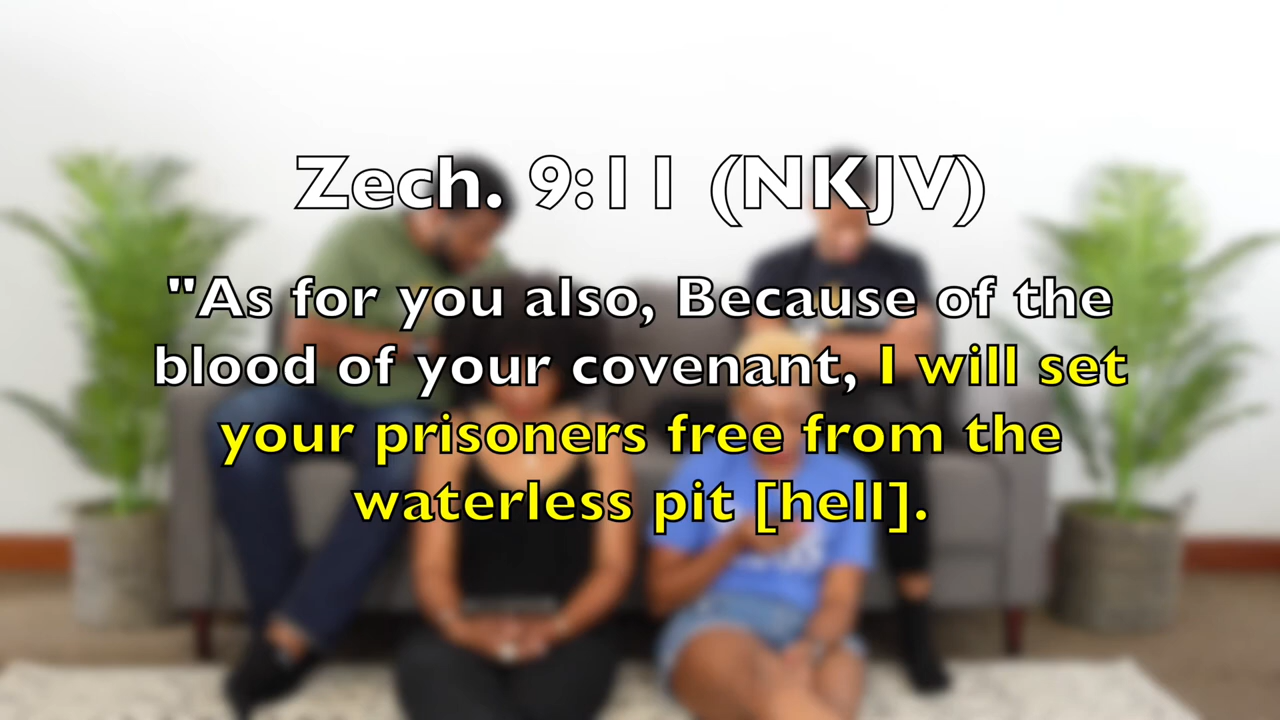 Zech. 9:11 (NKJV)
"As for you also, Because of the
blood of your covenant, I will set
your prisoners free from the
waterless pit [hell].